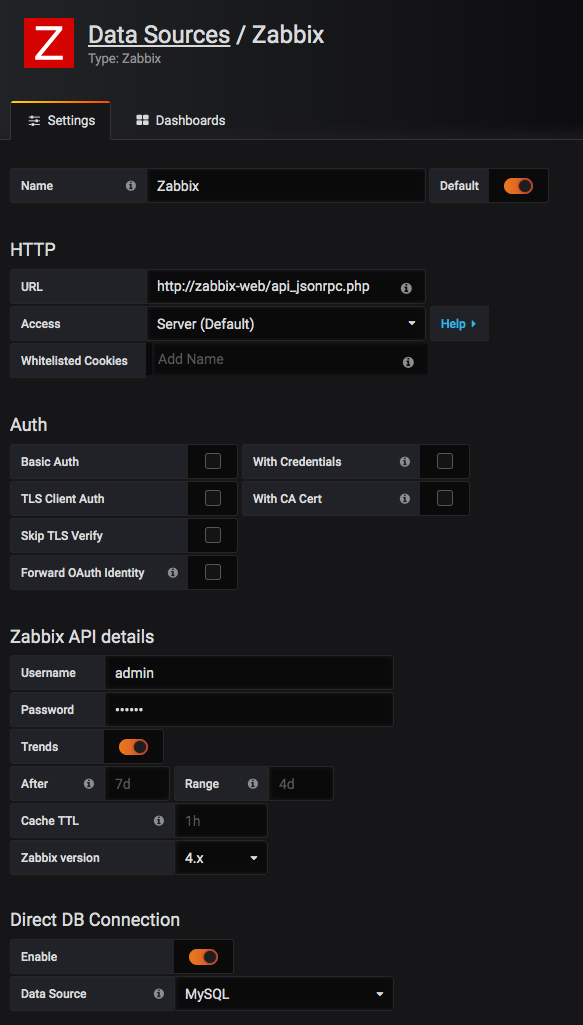 Z
Data Sources / Zabbix
Type: Zabbix
Settings Dashboards
Name Zabbix Default
HTTP
URL http://zabbix-web/api_jsonrpc.php
Access Server (Default) Help
Whitelisted Cookies Add Name
Auth
Basic Auth With Credentials
TLS Client Auth With CA Cert
Skip TLS Verify
Forward OAuth Identity
Zabbix API details
Username admin
Password ••••••
Trends
After 7d Range 4d
Cache TTL 1h
Zabbix version 4.x
Direct DB Connection
Enable
Data Source MySQL